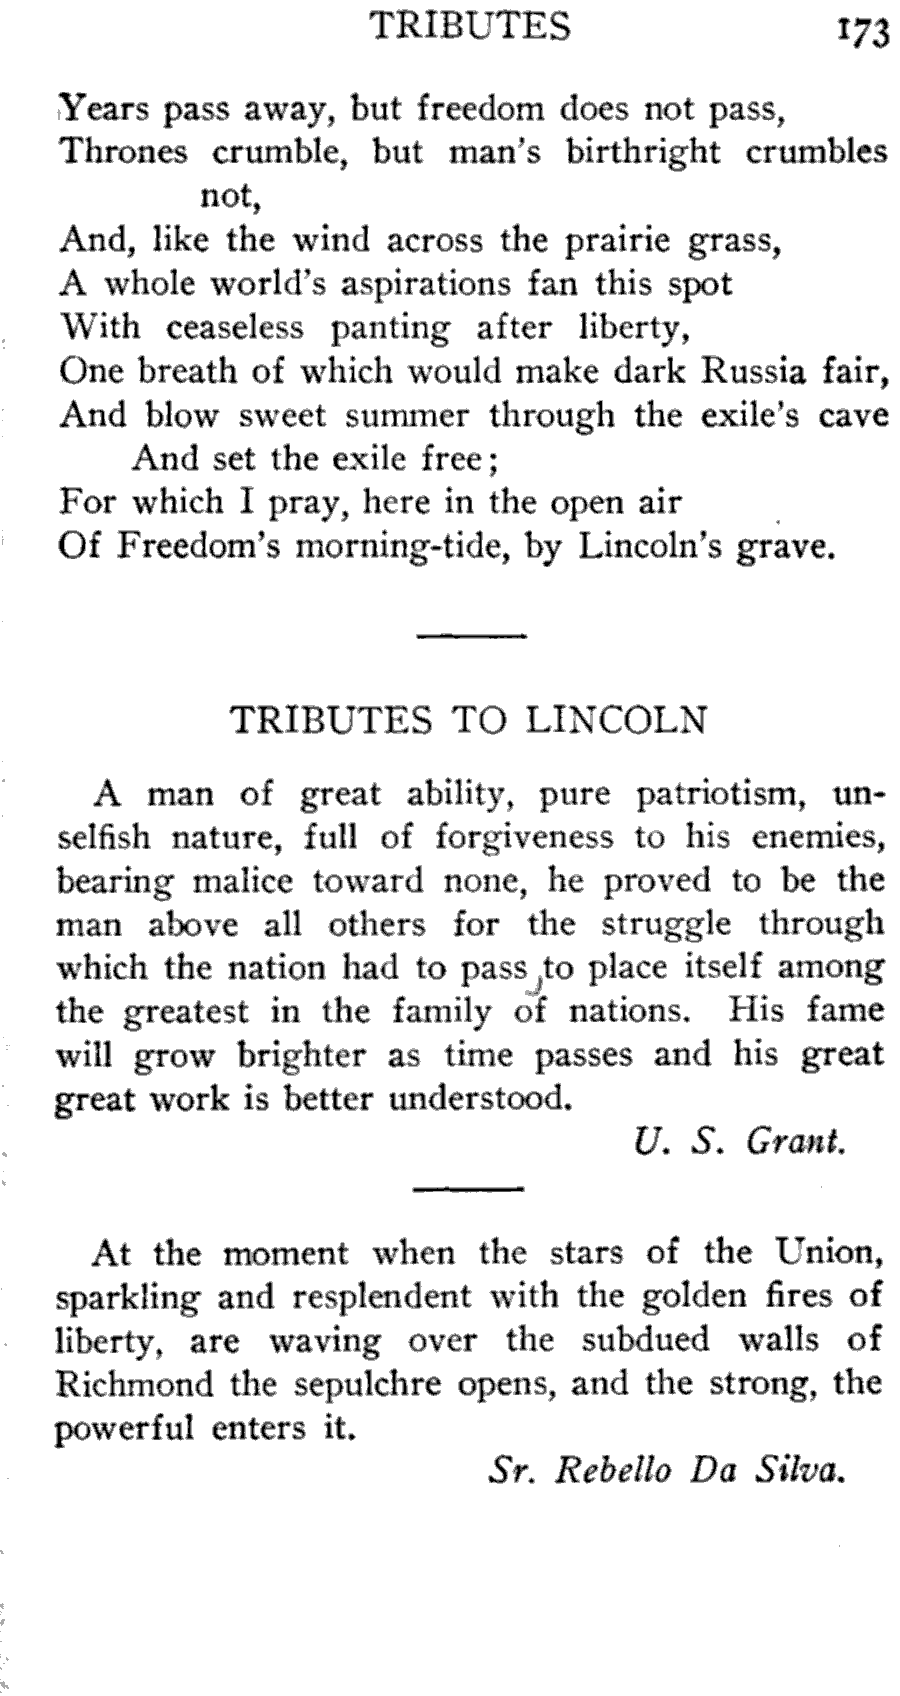 TRIBUTES 173
Years pass away, but freedom does not pass,
Thrones crumble, but man's birthright crumbles
not,
And, like the wind across the prairie grass,
A whole world's aspirations fan this spot
With ceaseless panting after liberty,
One breath of which would make dark Russia fair,
And blow sweet summer through the exile's cave
And set the exile free;
For which I pray, here in the open air
Of Freedom's morning-tide, by Lincoln's grave.
TRIBUTES TO LINCOLN
A man of great ability, pure patriotism, un-
selfish nature, full of forgiveness to his enemies,
bearing malice toward none, he proved to be the
man above all others for the struggle through
which the nation had to pass to place itself among
the greatest in the family of nations. His fame
will grow brighter as time passes and his great
great work is better understood.
U. S. Grant.
At the moment when the stars of the Union,
sparkling and resplendent with the golden fires of
liberty, are waving over the subdued walls of
Richmond the sepulchre opens, and the strong, the
powerful enters it.
Sr. Rebello Da Silva.